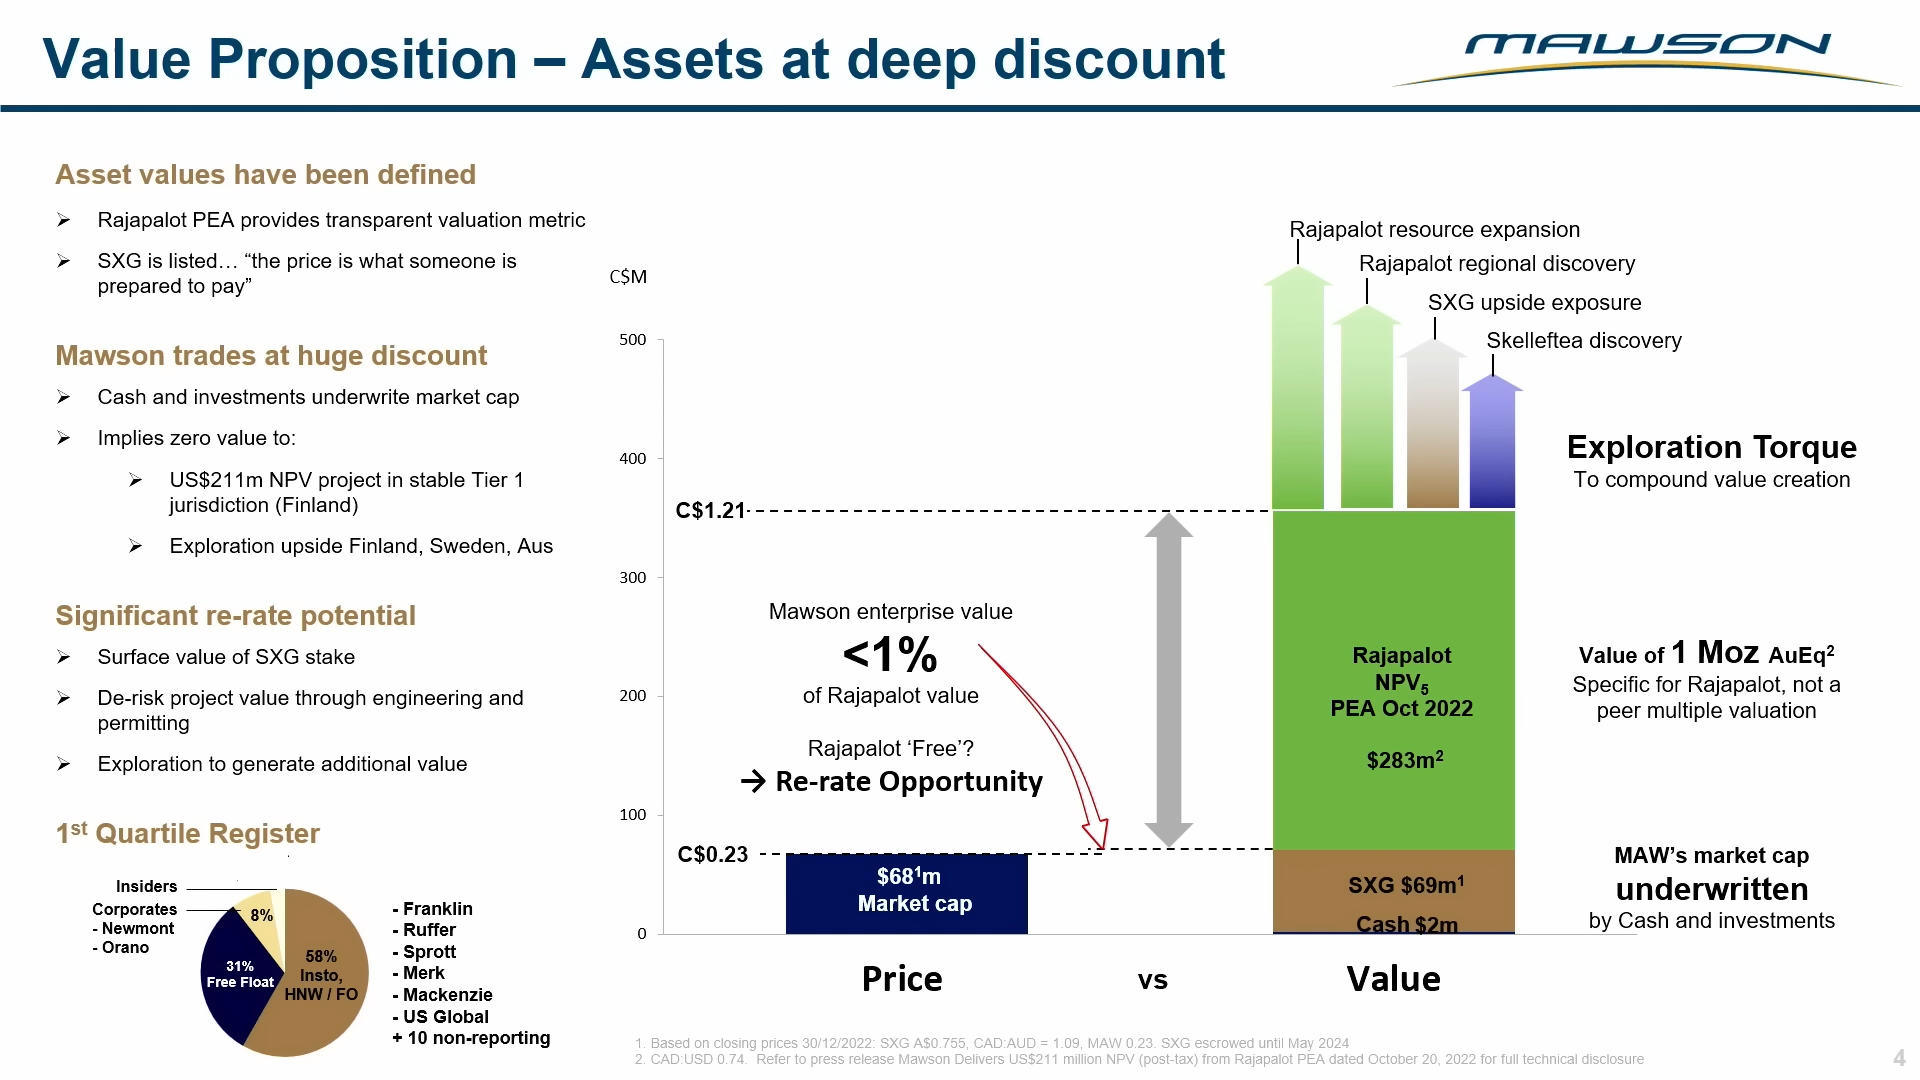 Value Proposition – Assets at deep discount
MAWSON
Asset values have been defined
➢ Rajapalot PEA provides transparent valuation metric
➢ SXG is listed… “the price is what someone is
prepared to pay”
Mawson trades at huge discount
➢ Cash and investments underwrite market cap
➢ Implies zero value to:
➢ US$211m NPV project in stable Tier 1
jurisdiction (Finland)
➢ Exploration upside Finland, Sweden, Aus
Significant re-rate potential
➢ Surface value of SXG stake
➢ De-risk project value through engineering and
permitting
➢ Exploration to generate additional value
1st Quartile Register
Insiders
Corporates
- Newmont
- Orano
8%
31%
Free Float
58%
Insto,
HNW / FO
- Franklin
- Ruffer
- Sprott
- Merk
- Mackenzie
- US Global
+ 10 non-reporting
C$M
500
400
300
200
100
0
C$1.21
C$0.23
Mawson enterprise value
<1%
of Rajapalot value
Rajapalot ‘Free’?
→ Re-rate Opportunity
$68¹m
Market cap
Price
vs
Value
Rajapalot resource expansion
Rajapalot regional discovery
SXG upside exposure
Skelleftea discovery
Rajapalot
NPV₅
PEA Oct 2022
$283m²
SXG $69m¹
Cash $2m
Exploration Torque
To compound value creation
Value of 1 Moz AuEq²
Specific for Rajapalot, not a
peer multiple valuation
MAW’s market cap
underwritten
by Cash and investments
1. Based on closing prices 30/12/2022: SXG A$0.755, CAD:AUD = 1.09, MAW 0.23. SXG escrowed until May 2024
2. CAD:USD 0.74. Refer to press release Mawson Delivers US$211 million NPV (post-tax) from Rajapalot PEA dated October 20, 2022 for full technical disclosure
4